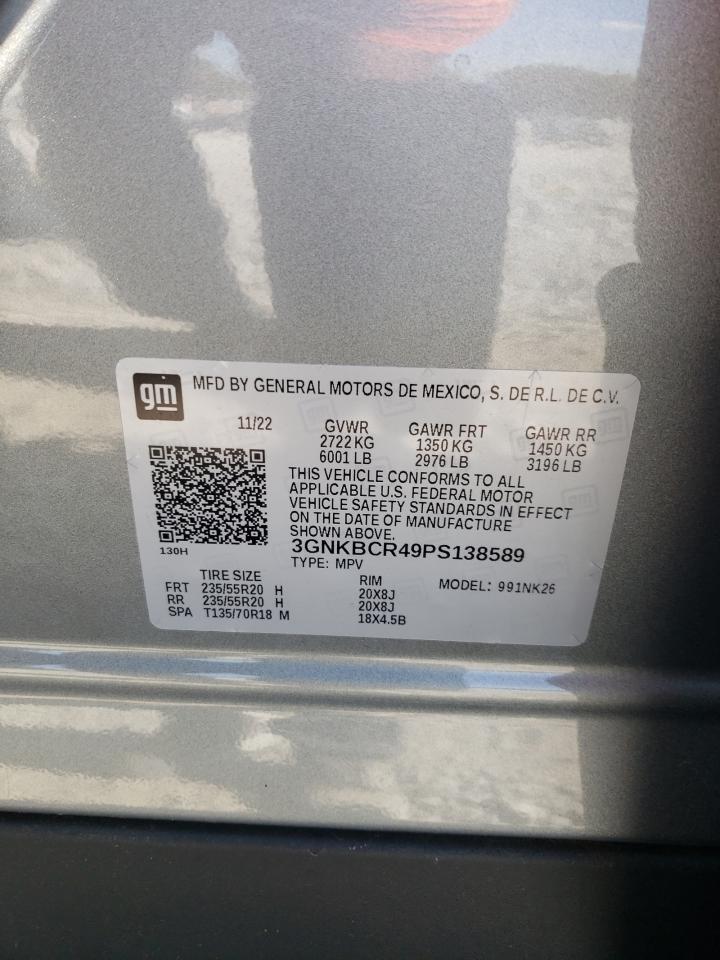 gm MFD BY GENERAL MOTORS DE MEXICO, S. DE R.L. DE C.V.
11/22 GVWR GAWR FRT GAWR RR
2722 KG 1350 KG 1450 KG
6001 LB 2976 LB 3196 LB
THIS VEHICLE CONFORMS TO ALL
APPLICABLE U.S. FEDERAL MOTOR
VEHICLE SAFETY STANDARDS IN EFFECT
ON THE DATE OF MANUFACTURE
SHOWN ABOVE.
130H 3GNKBCR49PS138589
TYPE: MPV MODEL: 991NK26
TIRE SIZE RIM
FRT 235/55R20 H 20X8J
RR 235/55R20 H 20X8J
SPA T135/70R18 M 18X4.5B